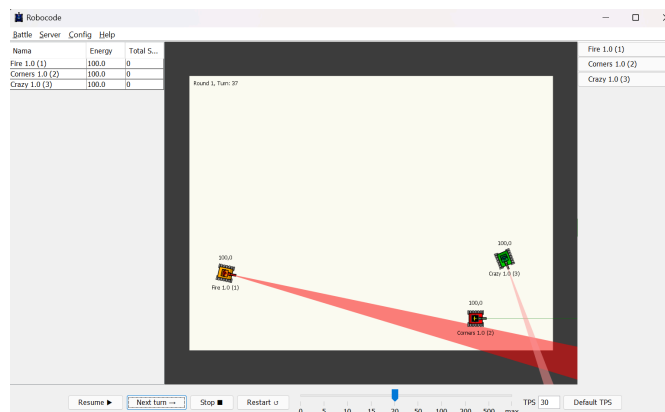 Robocode
Battle Server Config Help
Name Energy Total S...
Fire 1.0 (1) 100.0 0
Corners 1.0 (2) 100.0 0
Crazy 1.0 (3) 100.0 0
Round 1, Turn: 37
Fire 1.0 (1)
Corners 1.0 (2)
Crazy 1.0 (3)
100,0
Crazy 1.0 (3)
100,0
Fire 1.0 (1)
100,0
Corners 1.0 (2)
Resume Next turn → Stop Restart ↺
0 5 10 15 30 50 100 200 500 max
TPS 30 Default TPS